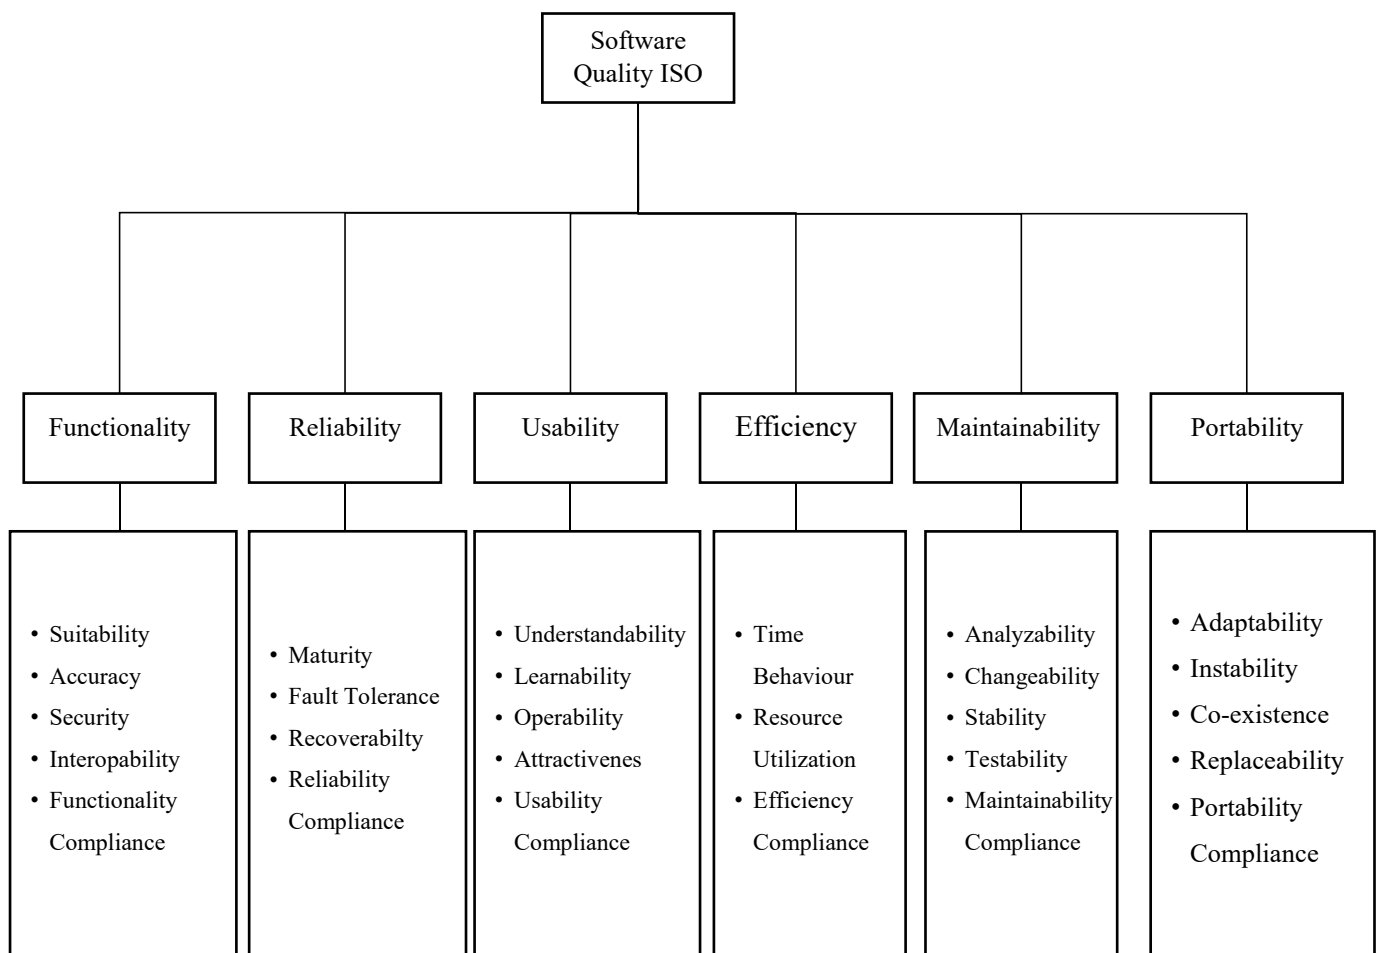 Software
Quality ISO
Functionality
Reliability
Usability
Efficiency
Maintainability
Portability
• Suitability
• Accuracy
• Security
• Interopability
• Functionality
Compliance
• Maturity
• Fault Tolerance
• Recoverabilty
• Reliability
Compliance
• Understandability
• Learnability
• Operability
• Attractivenes
• Usability
Compliance
• Time
Behaviour
• Resource
Utilization
• Efficiency
Compliance
• Analyzability
• Changeability
• Stability
• Testability
• Maintainability
Compliance
• Adaptability
• Instability
• Co-existence
• Replaceability
• Portability
Compliance